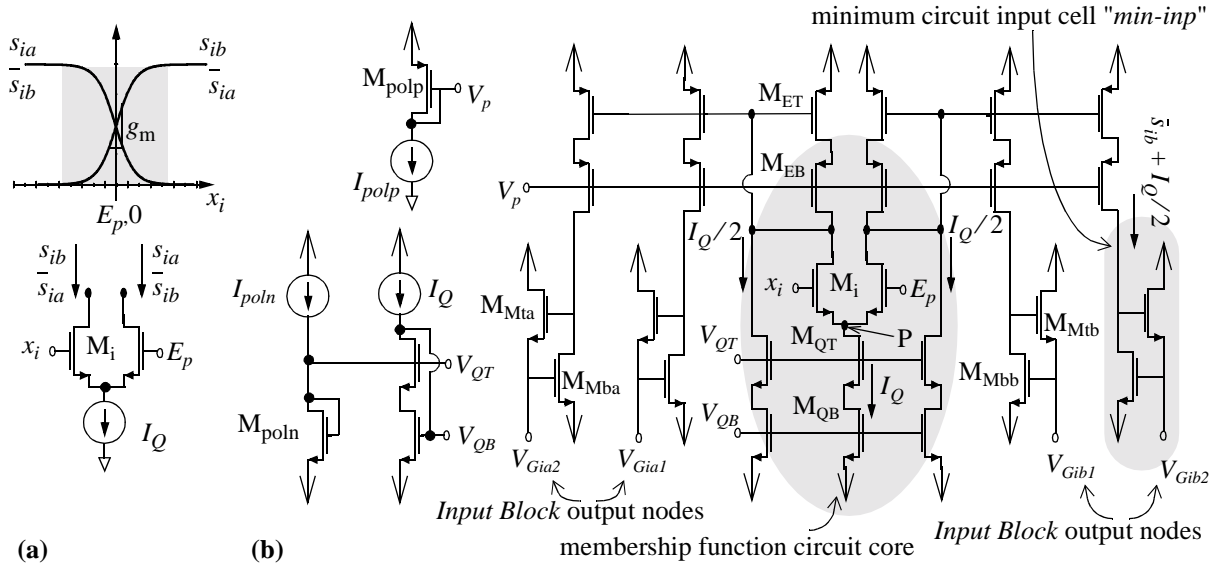 minimum circuit input cell "min-inp"
s_ia
s̄_ib
s_ib
s̄_ia
g_m
x_i
E_p,0
s_ib
s̄_ia
s_ia
s̄_ib
x_i
M_i
E_p
I_Q
(a)
M_polp
V_p
I_polp
I_poln
I_Q
V_QT
M_poln
V_QB
(b)
V_p
M_ET
M_EB
I_Q/2
I_Q/2
s̄_ib + I_Q/2
x_i
M_i
E_p
M_Mta
M_Mtb
V_QT
M_QT
P
M_Mba
M_Mbb
I_Q
V_QB
M_QB
V_Gia2
V_Gia1
V_Gib1
V_Gib2
Input Block output nodes
Input Block output nodes
membership function circuit core